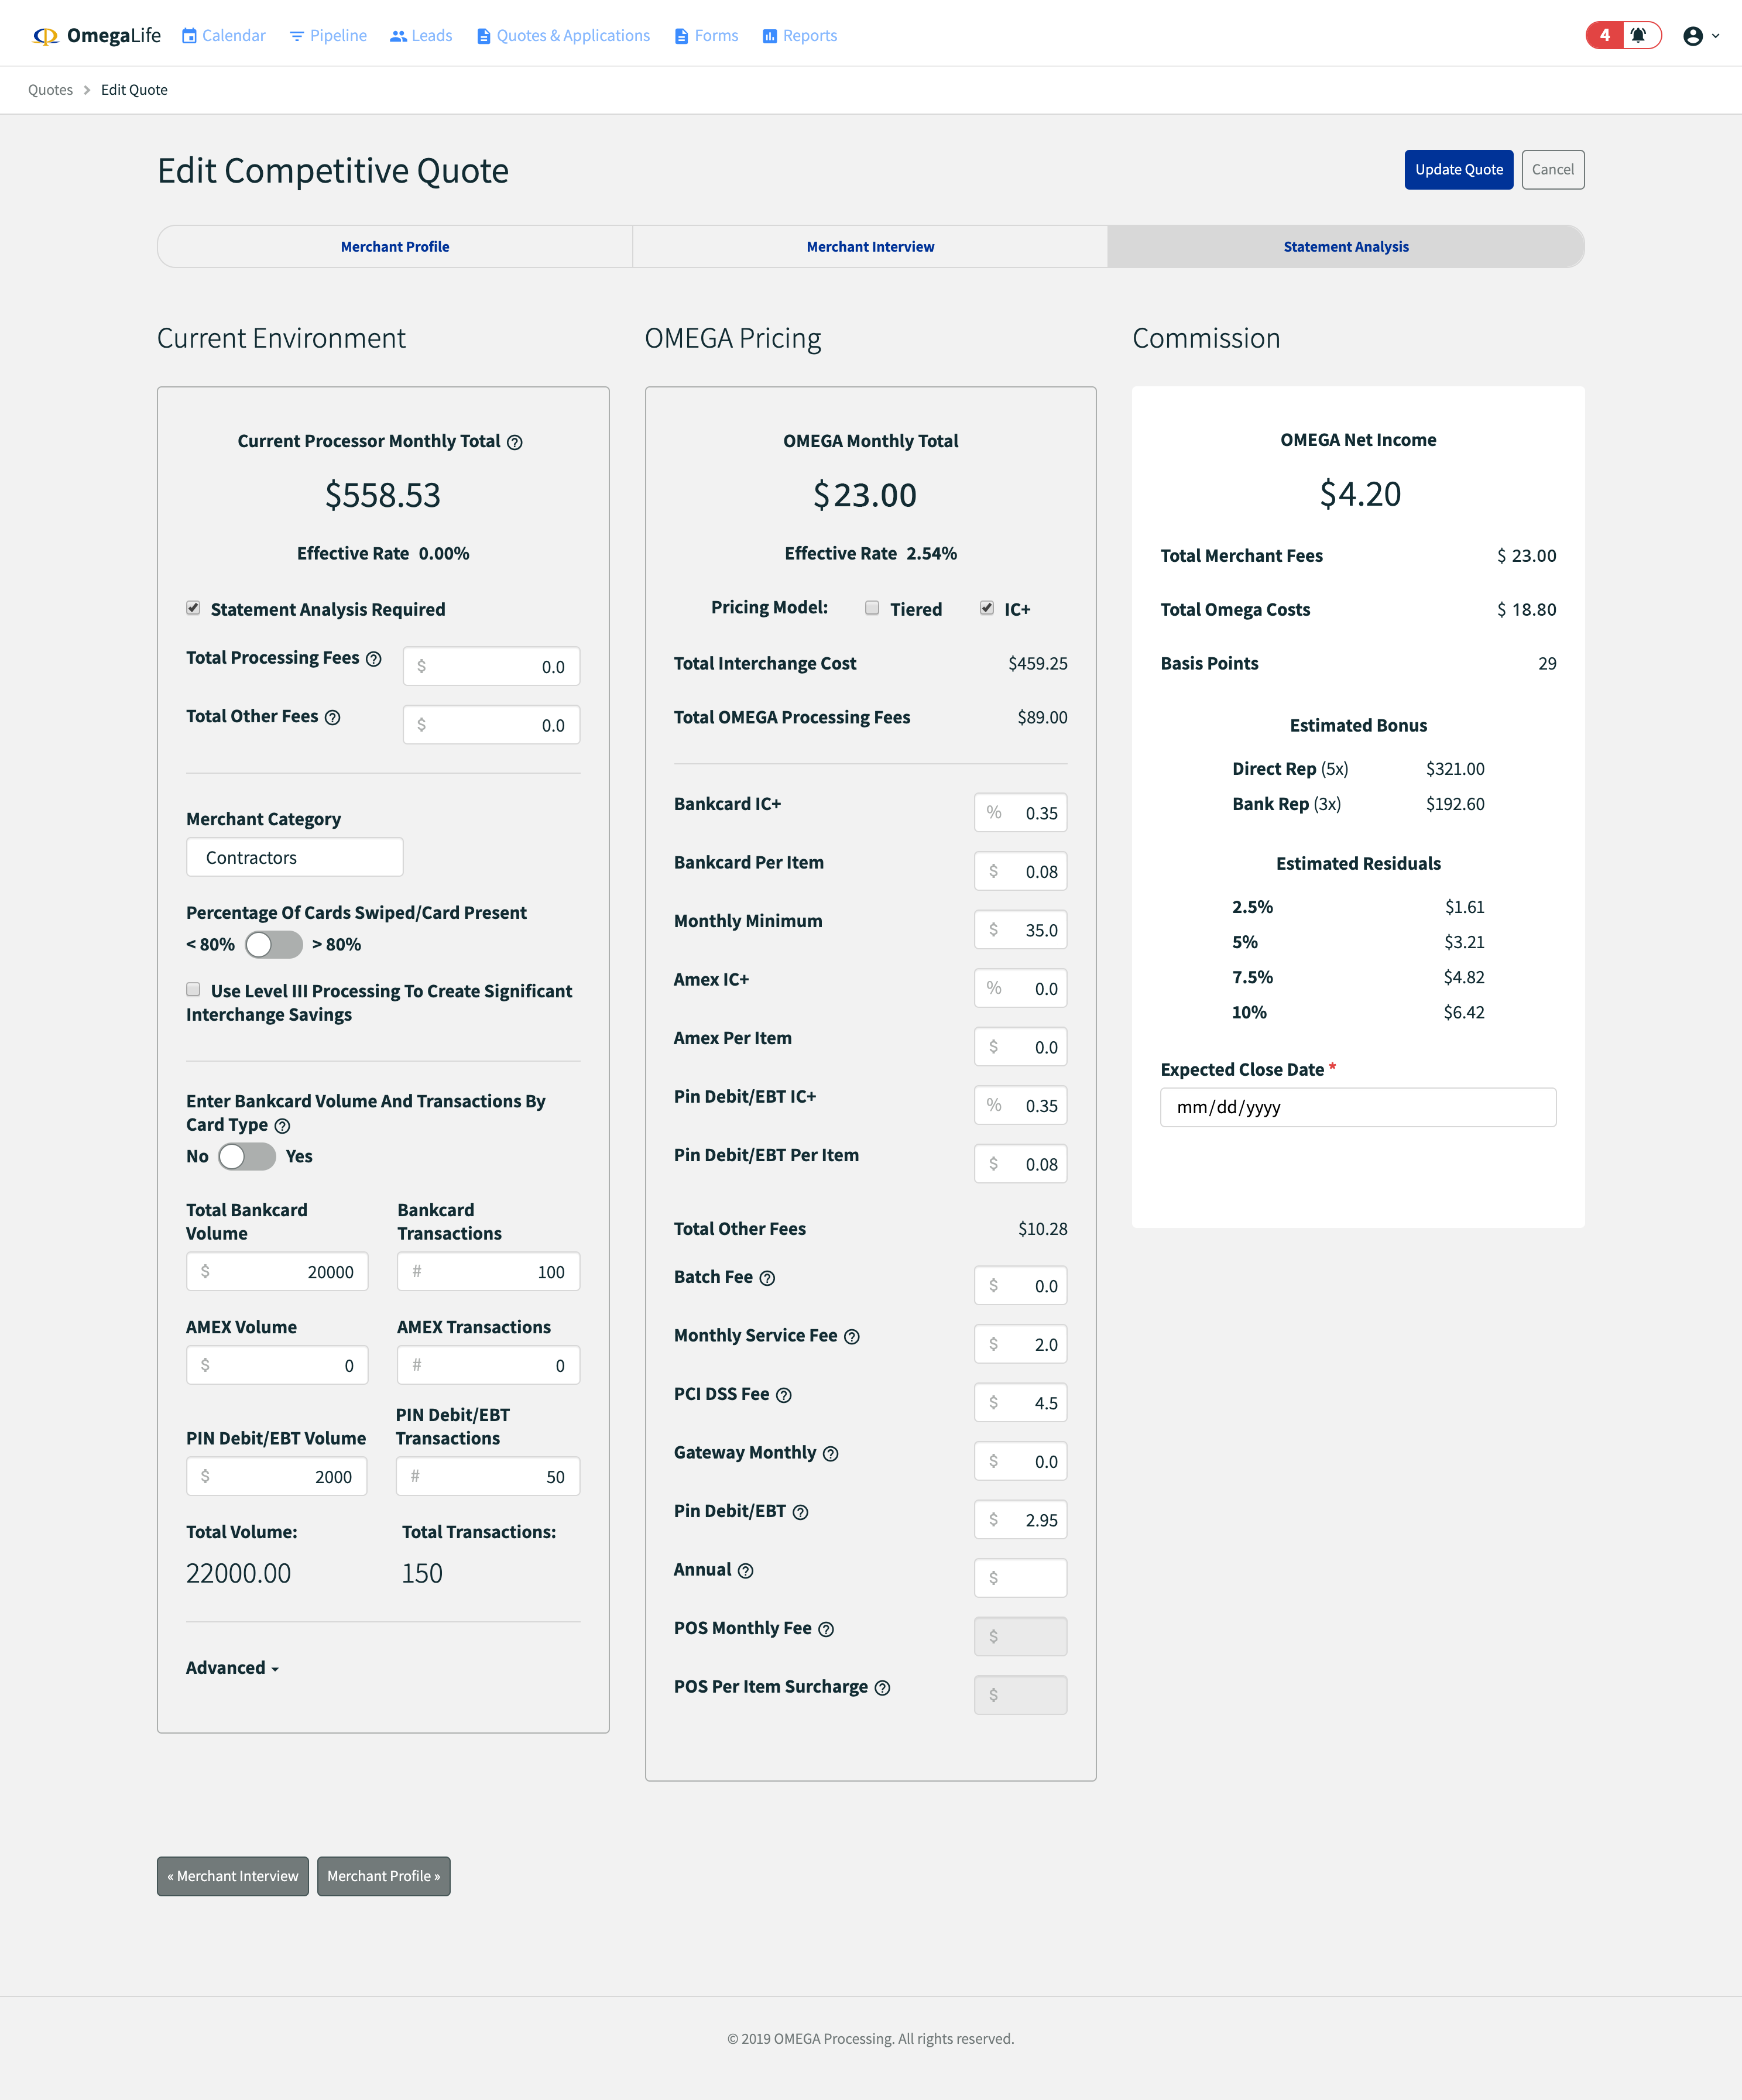 OmegaLife Calendar Pipeline Leads Quotes & Applications Forms Reports 4
Quotes Edit Quote
Edit Competitive Quote
Update Quote Cancel
Merchant Profile Merchant Interview Statement Analysis
Current Environment
Current Processor Monthly Total
$558.53
Effective Rate 0.00%
Statement Analysis Required
Total Processing Fees $ 0.0
Total Other Fees $ 0.0
Merchant Category
Contractors
Percentage Of Cards Swiped/Card Present
< 80% > 80%
Use Level III Processing To Create Significant
Interchange Savings
Enter Bankcard Volume And Transactions By
Card Type
No Yes
Total Bankcard
Volume
$ 20000
Bankcard
Transactions
# 100
AMEX Volume
$ 0
AMEX Transactions
# 0
PIN Debit/EBT Volume
$ 2000
PIN Debit/EBT
Transactions
# 50
Total Volume:
22000.00
Total Transactions:
150
Advanced
OMEGA Pricing
OMEGA Monthly Total
$23.00
Effective Rate 2.54%
Pricing Model: Tiered IC+
Total Interchange Cost $459.25
Total OMEGA Processing Fees $89.00
Bankcard IC+ % 0.35
Bankcard Per Item $ 0.08
Monthly Minimum $ 35.0
Amex IC+ % 0.0
Amex Per Item $ 0.0
Pin Debit/EBT IC+ % 0.35
Pin Debit/EBT Per Item $ 0.08
Total Other Fees $10.28
Batch Fee $ 0.0
Monthly Service Fee $ 2.0
PCI DSS Fee $ 4.5
Gateway Monthly $ 0.0
Pin Debit/EBT $ 2.95
Annual $
POS Monthly Fee $
POS Per Item Surcharge $
Commission
OMEGA Net Income
$4.20
Total Merchant Fees $ 23.00
Total Omega Costs $ 18.80
Basis Points 29
Estimated Bonus
Direct Rep (5x) $321.00
Bank Rep (3x) $192.60
Estimated Residuals
2.5% $1.61
5% $3.21
7.5% $4.82
10% $6.42
Expected Close Date *
mm/dd/yyyy
« Merchant Interview Merchant Profile »
© 2019 OMEGA Processing. All rights reserved.